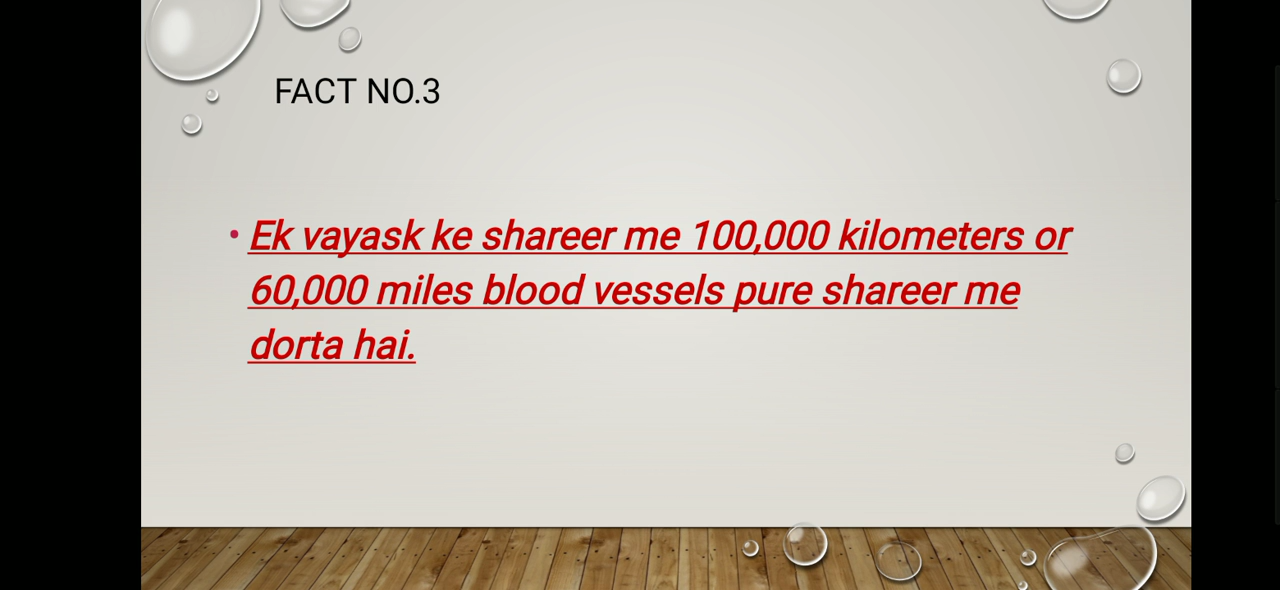 FACT NO.3
• Ek vayask ke shareer me 100,000 kilometers or
60,000 miles blood vessels pure shareer me
dorta hai.